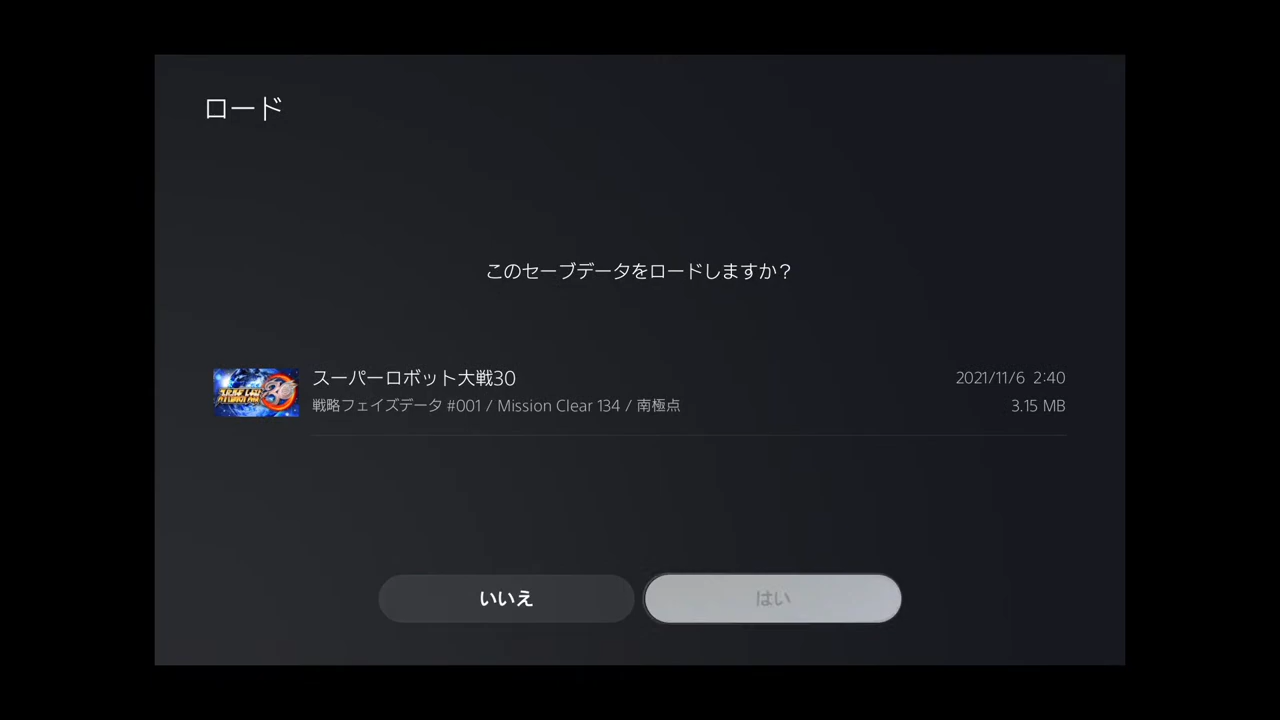 ロード
このセーブデータをロードしますか？
スーパーロボット大戦30
2021/11/6 2:40
戦略フェイズデータ #001 / Mission Clear 134 / 南極点
3.15 MB
いいえ
はい